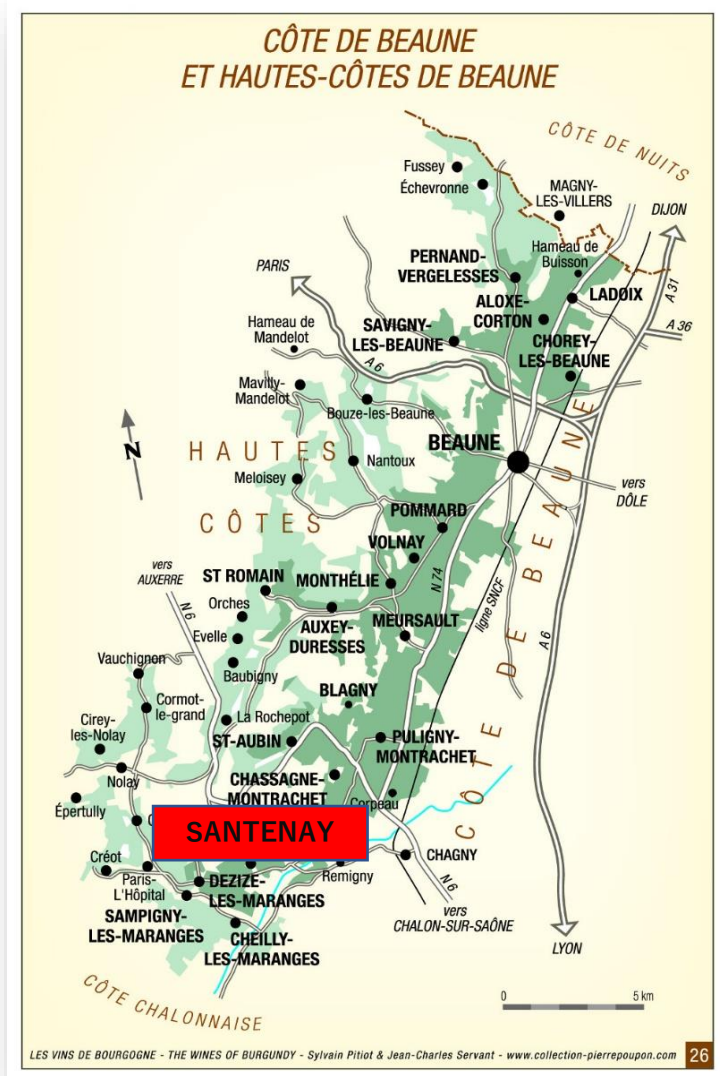 CÔTE DE BEAUNE
ET HAUTES-CÔTES DE BEAUNE
CÔTE DE NUITS
Fussey
Échevronne
MAGNY-
LES-VILLERS
DIJON
Hameau de
Buisson
PERNAND-
VERGELESSES
PARIS
LADOIX
A 31
ALOXE-
CORTON
Hameau de
Mandelot
SAVIGNY-
LES-BEAUNE
A 36
CHOREY-
LES-BEAUNE
A 6
Mavilly-
Mandelot
Bouze-les-Beaune
N
HAUTES
CÔTES
BEAUNE
Nantoux
Meloisey
vers
DÔLE
POMMARD
VOLNAY
vers
AUXERRE
N 6
ST ROMAIN
MONTHÉLIE
N 74
ligne SNCF
CÔTE DE BEAUNE
A 6
Orches
AUXEY-
DURESSES
MEURSAULT
Evelle
Vauchignon
Baubigny
BLAGNY
Cormot-
le-grand
Cirey-
les-Nolay
La Rochepot
ST-AUBIN
PULIGNY-
MONTRACHET
Nolay
CHASSAGNE-
MONTRACHET
Corpeau
Épertully
SANTENAY
Créot
Paris-
L'Hôpital
Remigny
CHAGNY
N6
DEZIZE-
LES-MARANGES
SAMPIGNY-
LES-MARANGES
CHEILLY-
LES-MARANGES
vers
CHALON-SUR-SAÔNE
LYON
CÔTE CHALONNAISE
0 5 km
LES VINS DE BOURGOGNE - THE WINES OF BURGUNDY - Sylvain Pitiot & Jean-Charles Servant - www.collection-pierrepoupon.com 26